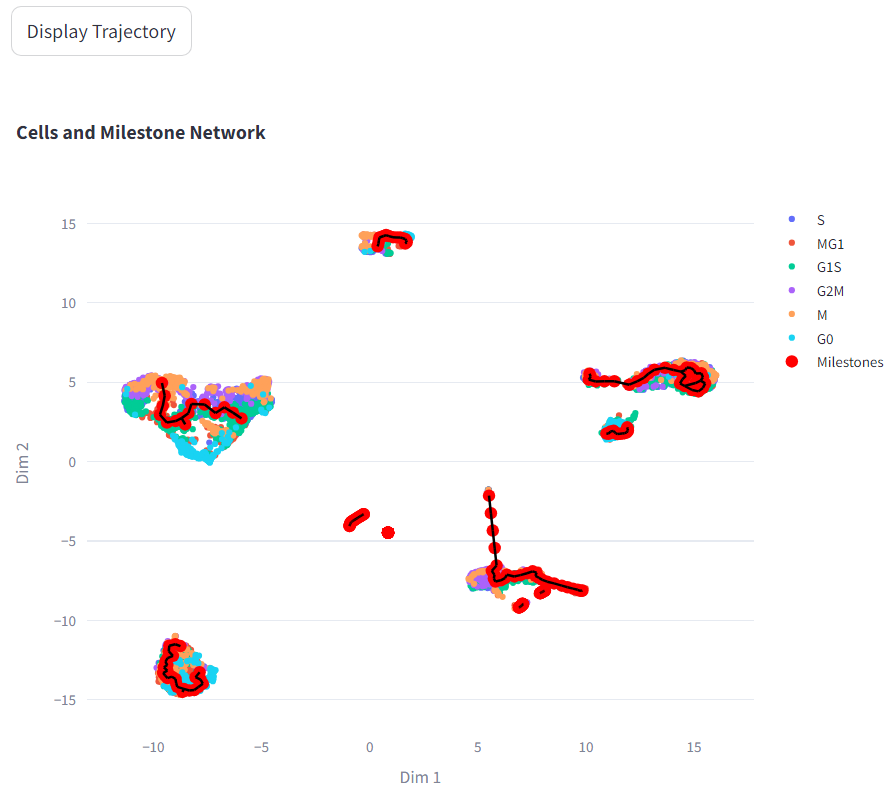 Display Trajectory
Cells and Milestone Network
15
10
5
0
−5
−10
−15
Dim 2
−10
−5
0
5
10
15
Dim 1
S
MG1
G1S
G2M
M
G0
Milestones